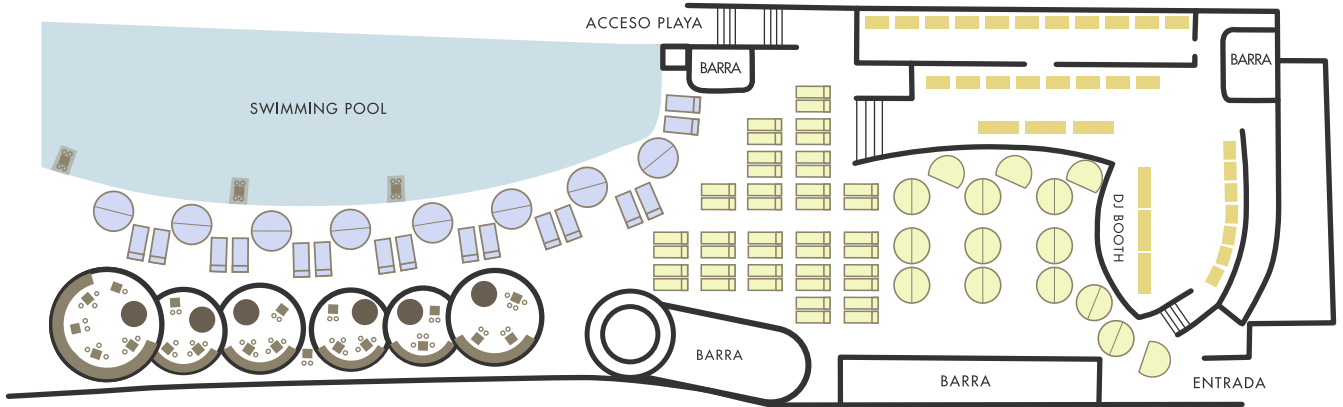 ACCESO PLAYA
BARRA
BARRA
SWIMMING POOL
DJ BOOTH
BARRA
BARRA
ENTRADA